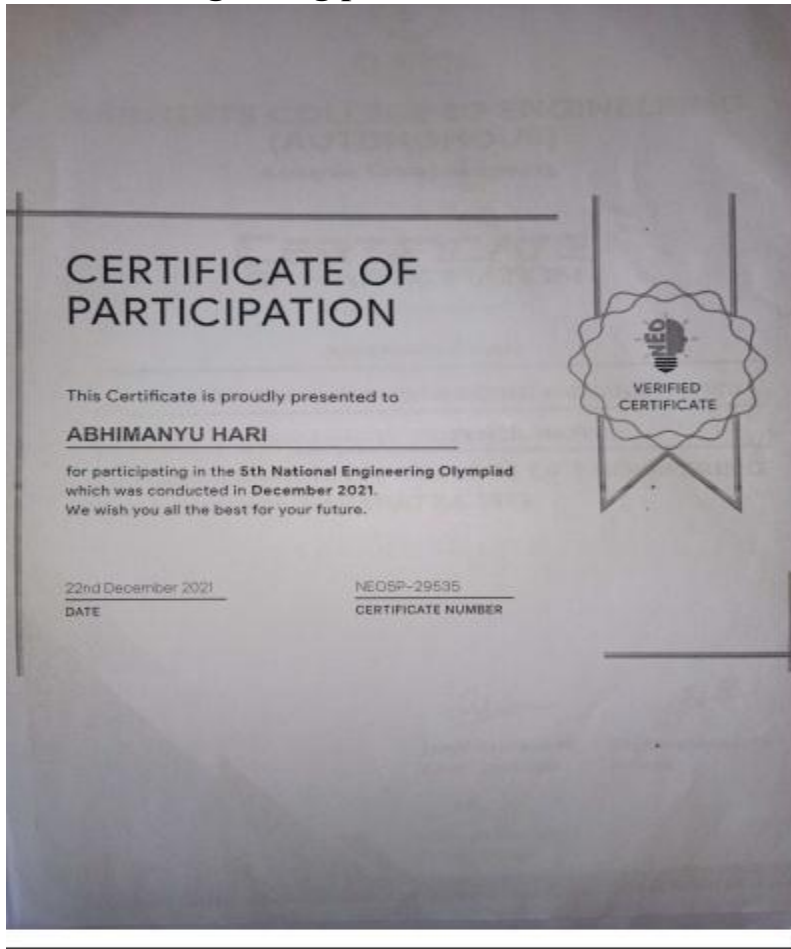 CERTIFICATE OF
PARTICIPATION
NEO
VERIFIED
CERTIFICATE
This Certificate is proudly presented to
ABHIMANYU HARI
for participating in the 5th National Engineering Olympiad
which was conducted in December 2021.
We wish you all the best for your future.
22nd December 2021
DATE
NEO5P-29535
CERTIFICATE NUMBER